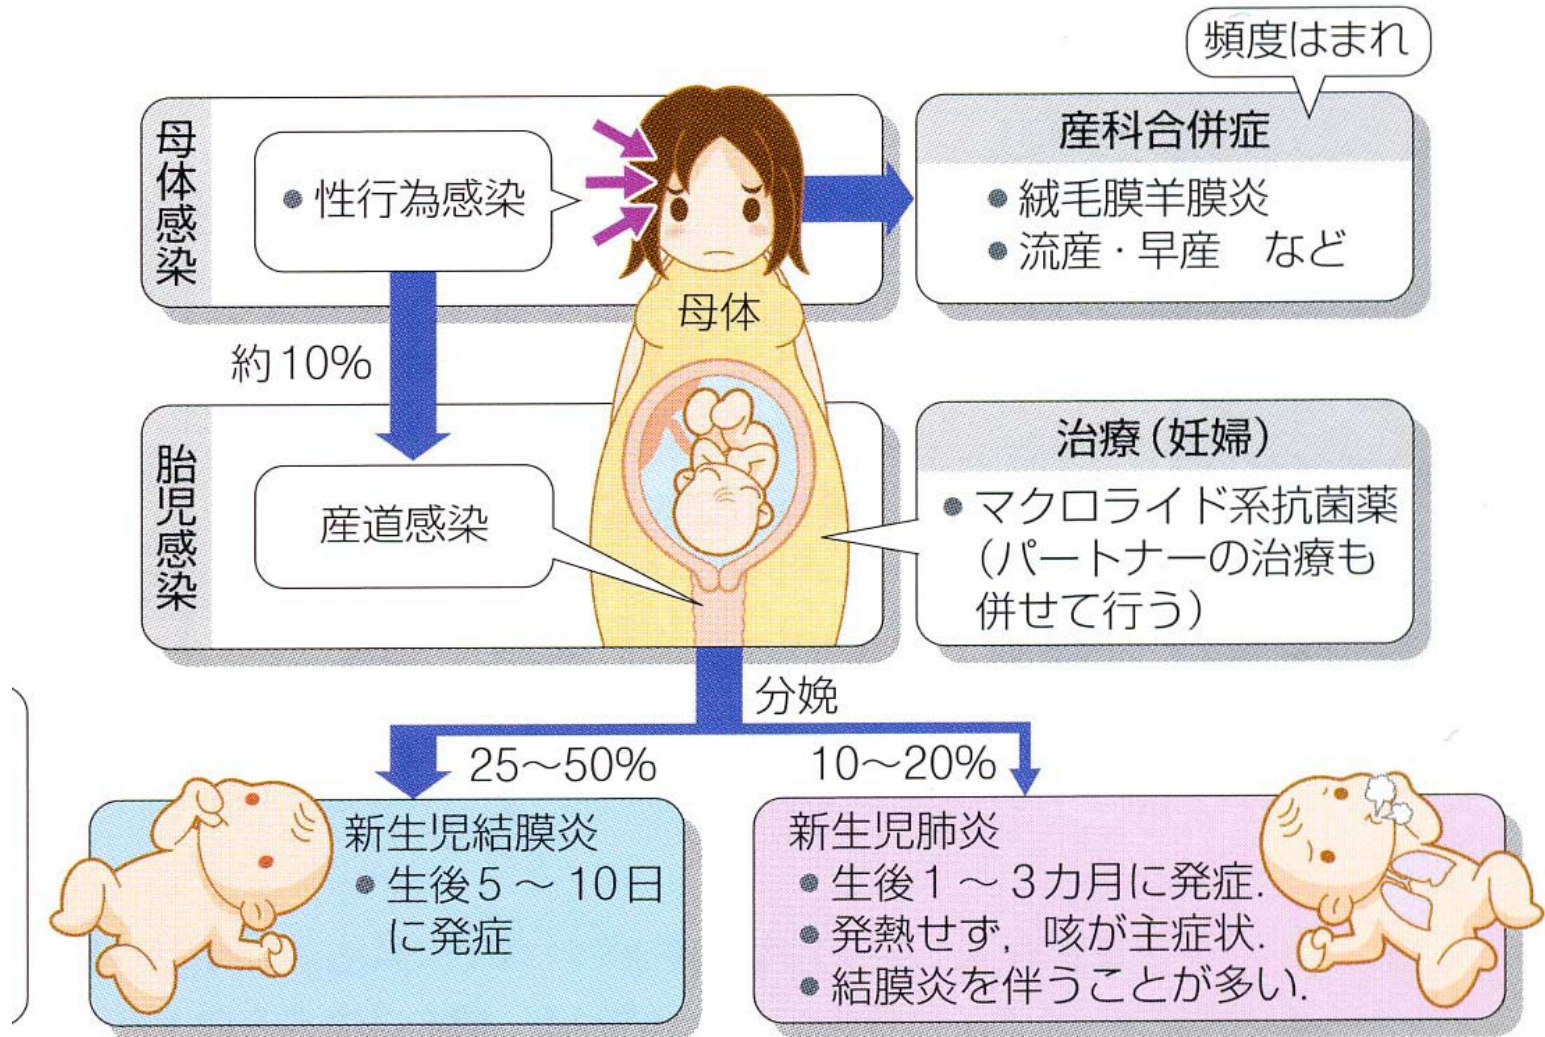 頻度はまれ
母体感染
● 性行為感染
産科合併症
● 絨毛膜羊膜炎
● 流産・早産　など
母体
約10%
胎児感染
産道感染
治療（妊婦）
● マクロライド系抗菌薬
（パートナーの治療も
併せて行う）
分娩
25〜50%
10〜20%
新生児結膜炎
● 生後5〜10日
に発症
新生児肺炎
● 生後1〜3カ月に発症.
● 発熱せず，咳が主症状.
● 結膜炎を伴うことが多い.